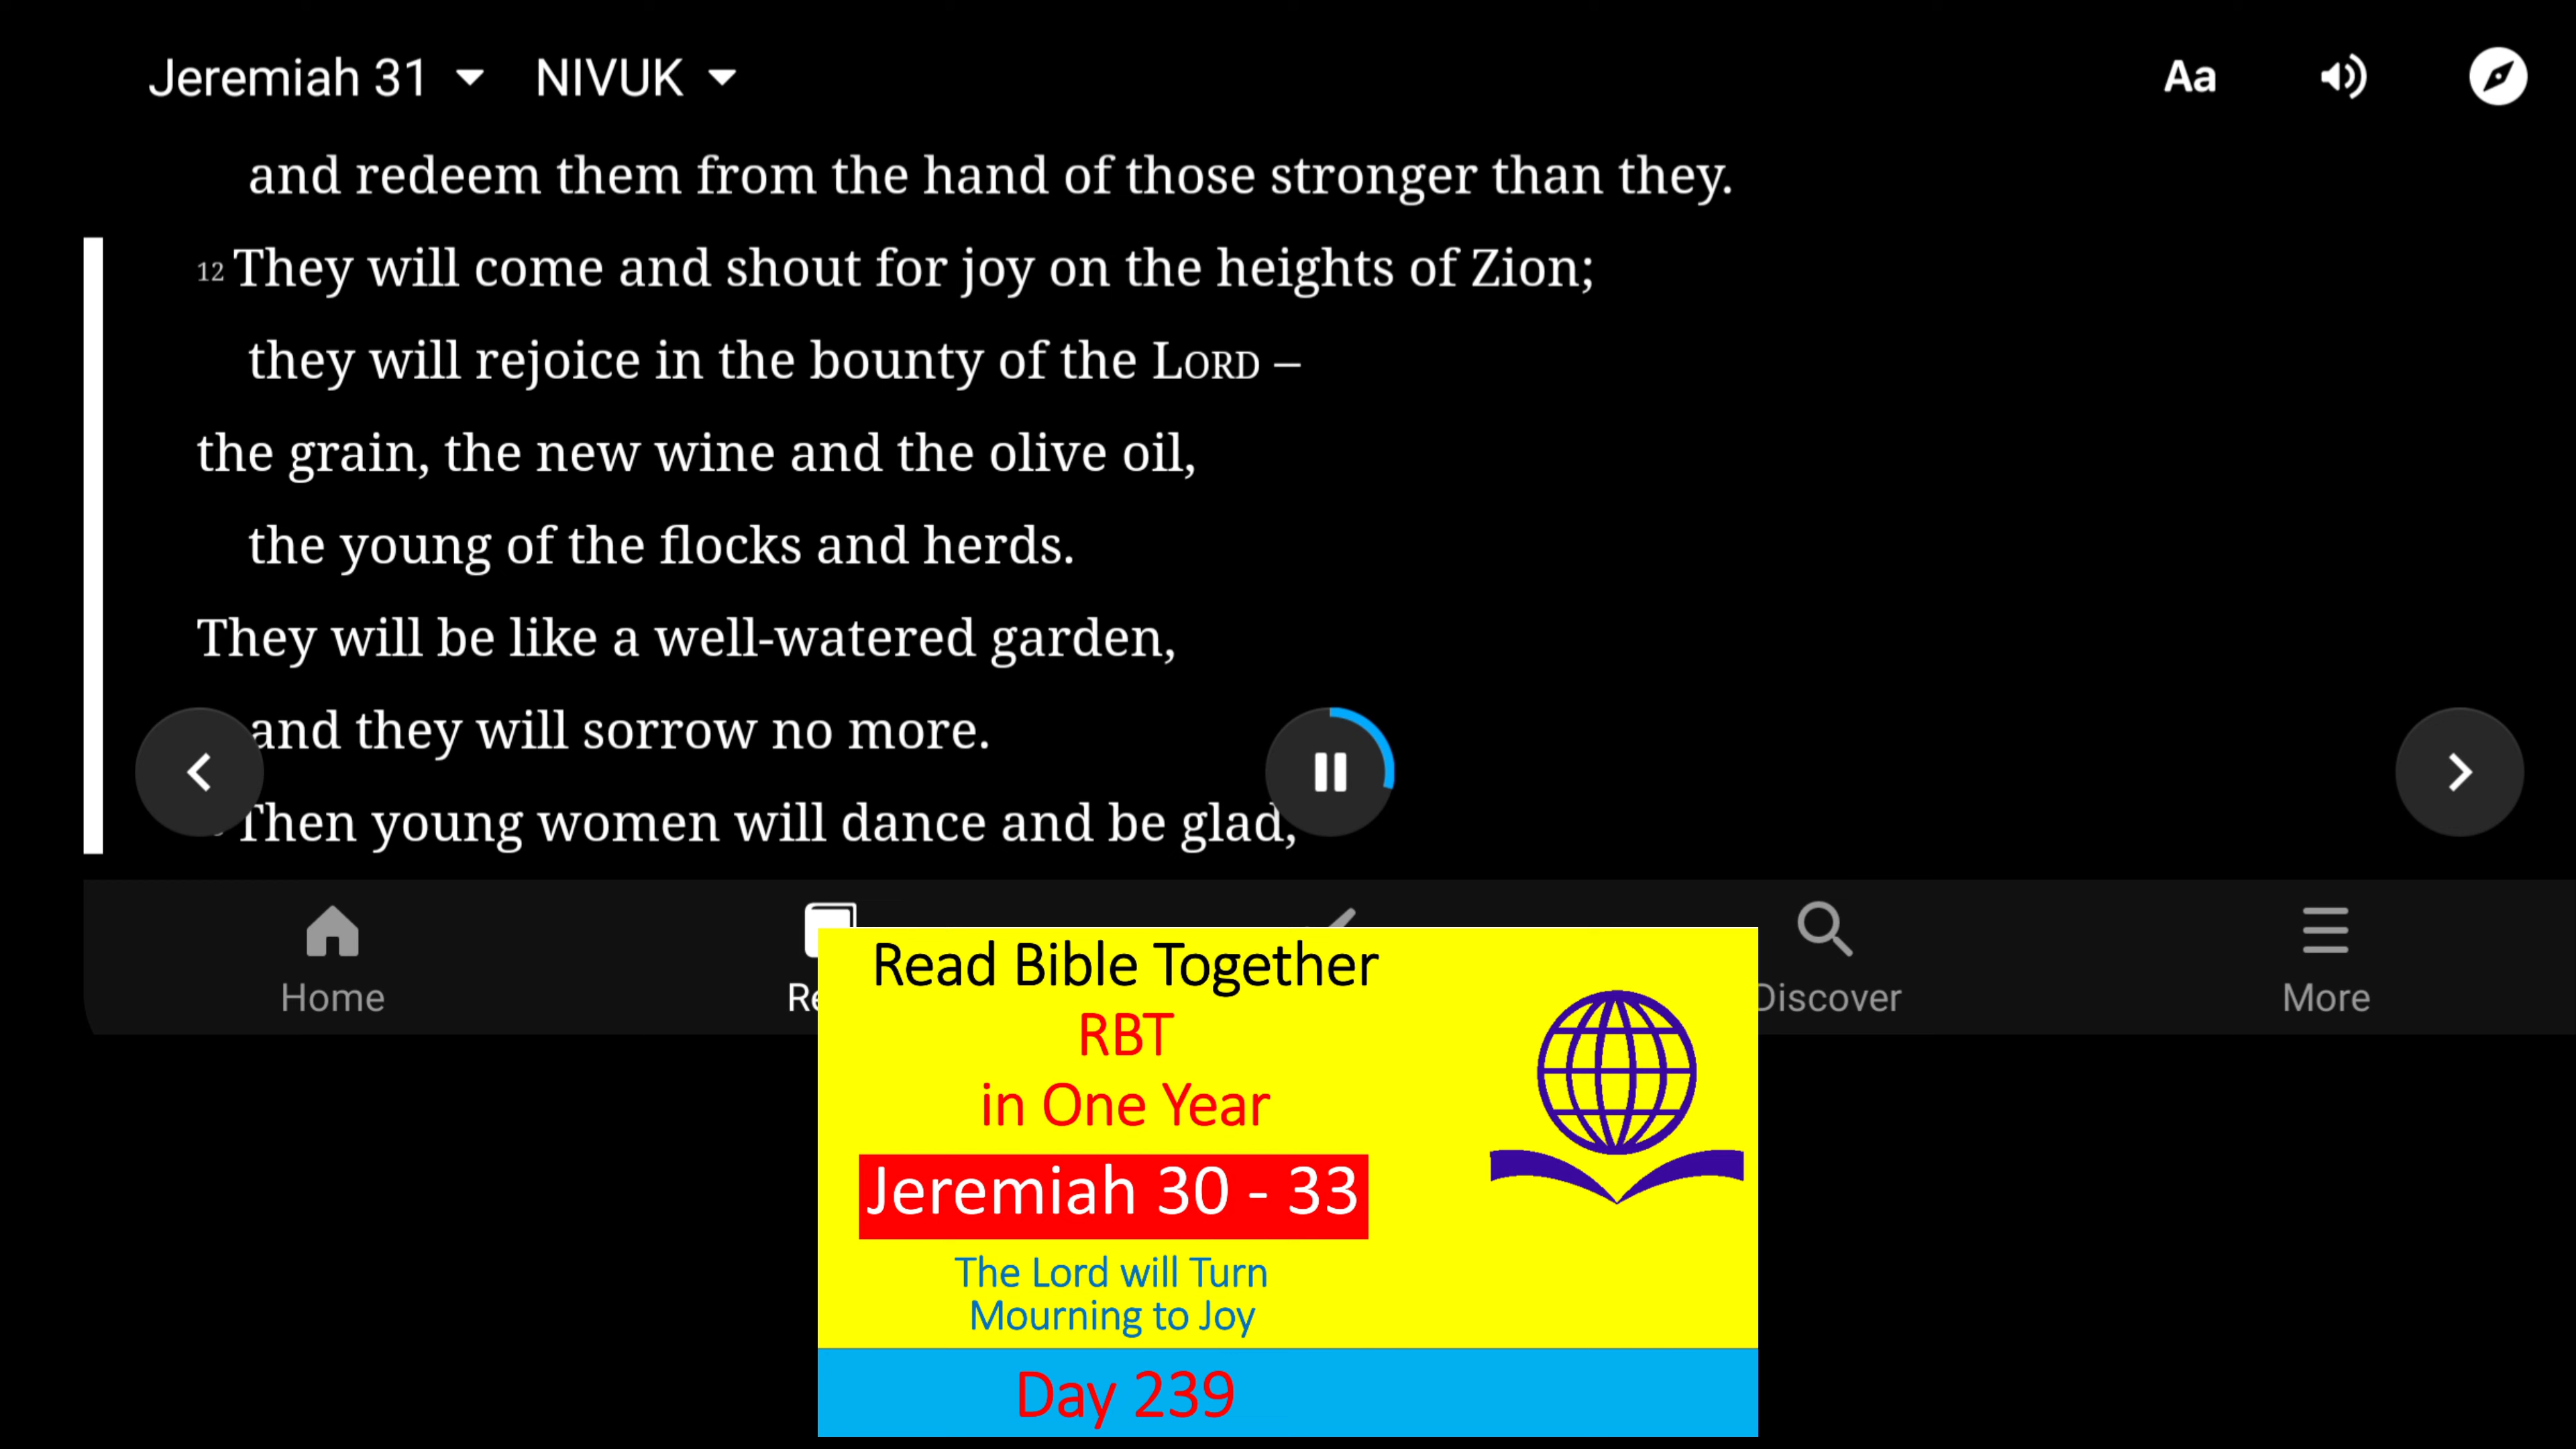 Jeremiah 31 NIVUK Aa
and redeem them from the hand of those stronger than they.
12 They will come and shout for joy on the heights of Zion;
they will rejoice in the bounty of the LORD –
the grain, the new wine and the olive oil,
the young of the flocks and herds.
They will be like a well-watered garden,
and they will sorrow no more.
Then young women will dance and be glad,
Home Discover More
Read Bible Together
RBT
in One Year
Jeremiah 30 - 33
The Lord will Turn
Mourning to Joy
Day 239